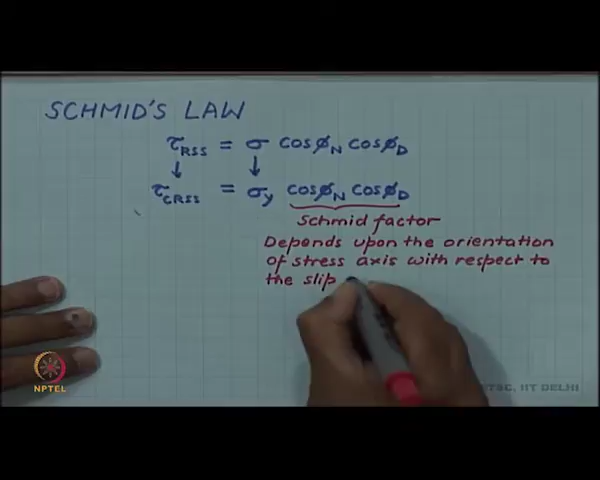 SCHMID'S LAW
τRSS = σ cosϕN cosϕD
↓ ↓
τCRSS = σy cosϕN cosϕD
Schmid factor
Depends upon the orientation
of stress axis with respect to
the slip
NPTEL
ETSC, IIT DELHI